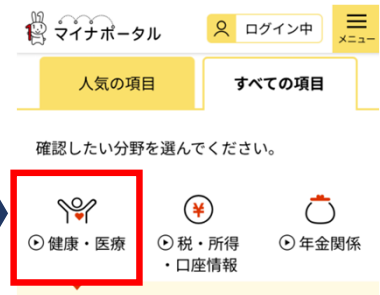 マイナポータル
ログイン中
メニュー
人気の項目
すべての項目
確認したい分野を選んでください。
健康・医療
税・所得
・口座情報
年金関係